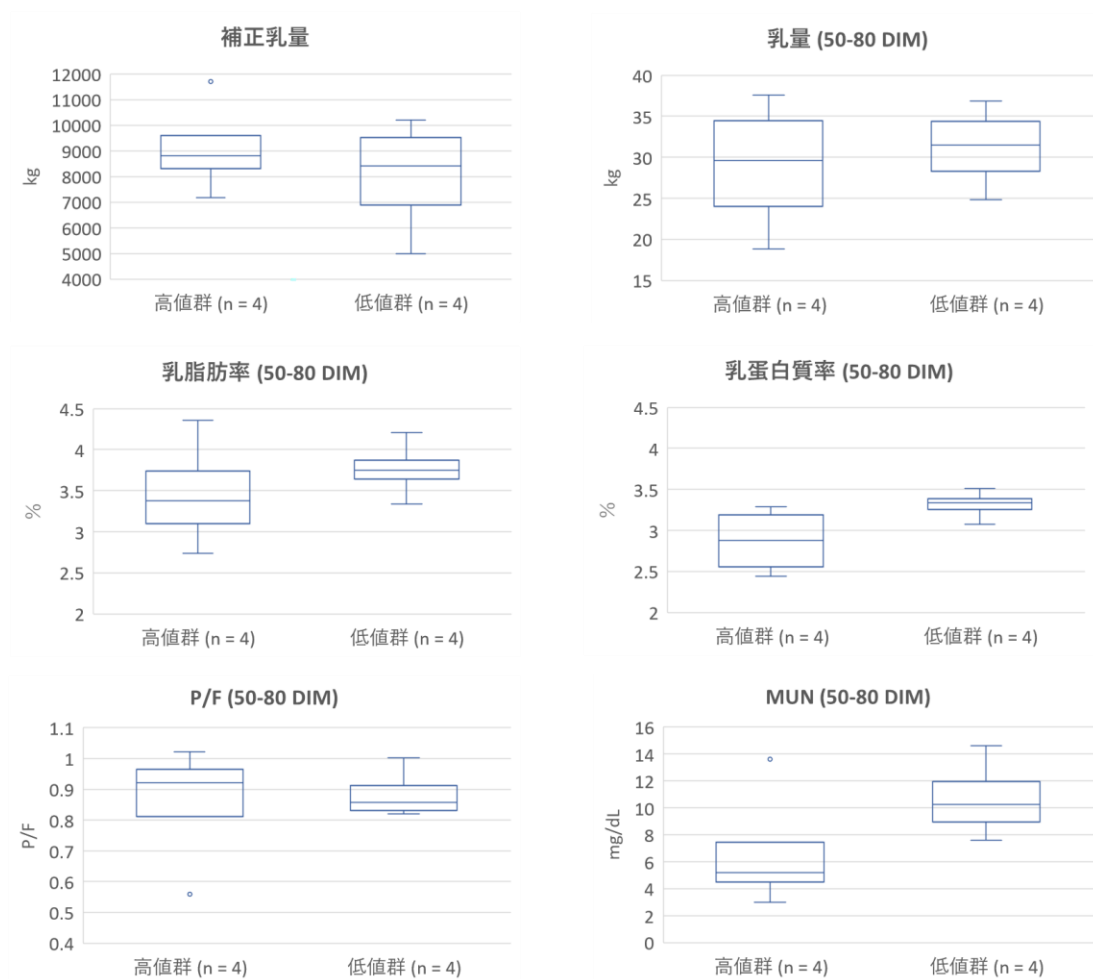 補正乳量
kg
12000
11000
10000
9000
8000
7000
6000
5000
4000
高値群 (n = 4)
低値群 (n = 4)
乳量 (50-80 DIM)
kg
40
35
30
25
20
15
高値群 (n = 4)
低値群 (n = 4)
乳脂肪率 (50-80 DIM)
%
4.5
4
3.5
3
2.5
2
高値群 (n = 4)
低値群 (n = 4)
乳蛋白質率 (50-80 DIM)
%
4.5
4
3.5
3
2.5
2
高値群 (n = 4)
低値群 (n = 4)
P/F (50-80 DIM)
P/F
1.1
1
0.9
0.8
0.7
0.6
0.5
0.4
高値群 (n = 4)
低値群 (n = 4)
MUN (50-80 DIM)
mg/dL
16
14
12
10
8
6
4
2
0
高値群 (n = 4)
低値群 (n = 4)